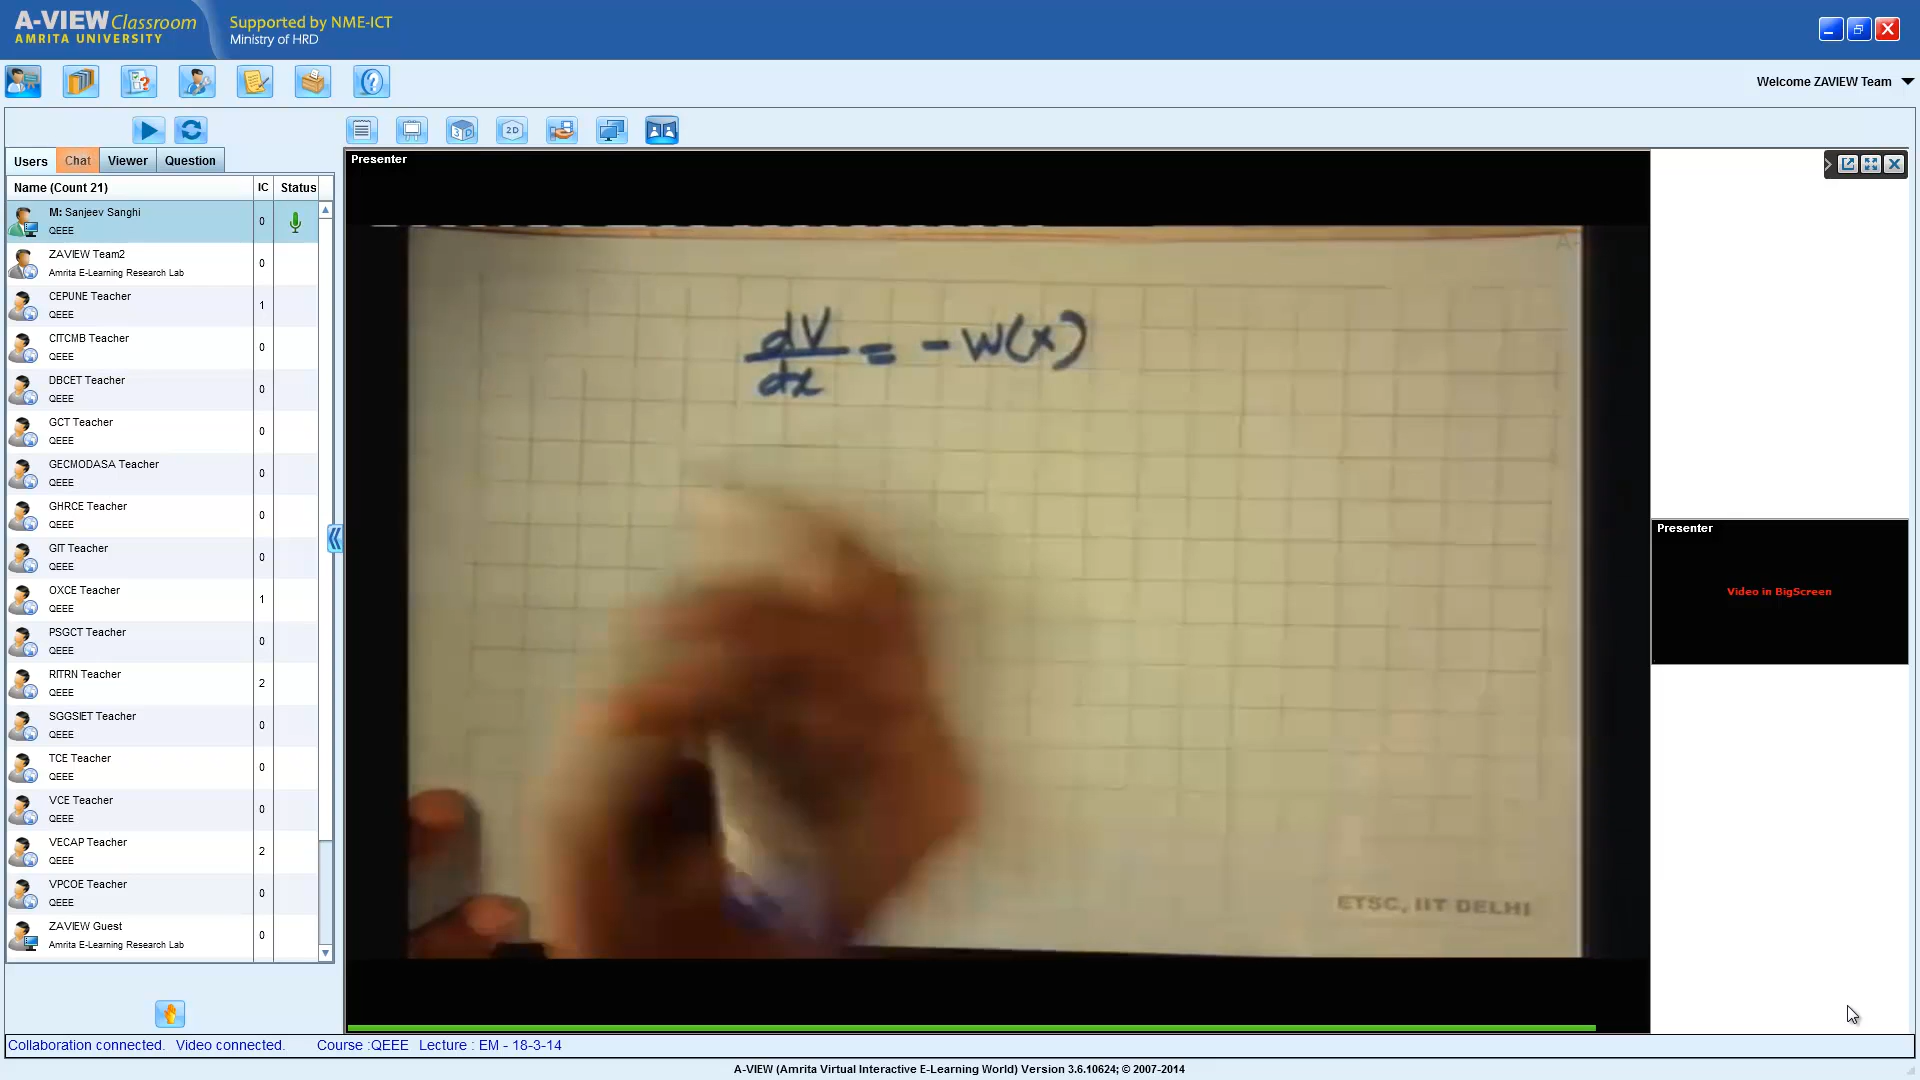 A-VIEW Classroom
AMRITA UNIVERSITY
Supported by NME-ICT
Ministry of HRD
Welcome ZAVIEW Team
3D
2D
Users Chat Viewer Question
Name (Count 21) IC Status
M: Sanjeev Sanghi
QEEE
0
ZAVIEW Team2
Amrita E-Learning Research Lab
0
CEPUNE Teacher
QEEE
1
CITCMB Teacher
QEEE
0
DBCET Teacher
QEEE
0
GCT Teacher
QEEE
0
GECMODASA Teacher
QEEE
0
GHRCE Teacher
QEEE
0
GIT Teacher
QEEE
0
OXCE Teacher
QEEE
1
PSGCT Teacher
QEEE
0
RITRN Teacher
QEEE
2
SGGSIET Teacher
QEEE
0
TCE Teacher
QEEE
0
VCE Teacher
QEEE
0
VECAP Teacher
QEEE
2
VPCOE Teacher
QEEE
0
ZAVIEW Guest
Amrita E-Learning Research Lab
0
Presenter
A-
dV
dx
= - W(x)
ETSC, IIT DELHI
Presenter
Video in BigScreen
Collaboration connected. Video connected. Course :QEEE Lecture : EM - 18-3-14
A-VIEW (Amrita Virtual Interactive E-Learning World) Version 3.6.10624; © 2007-2014